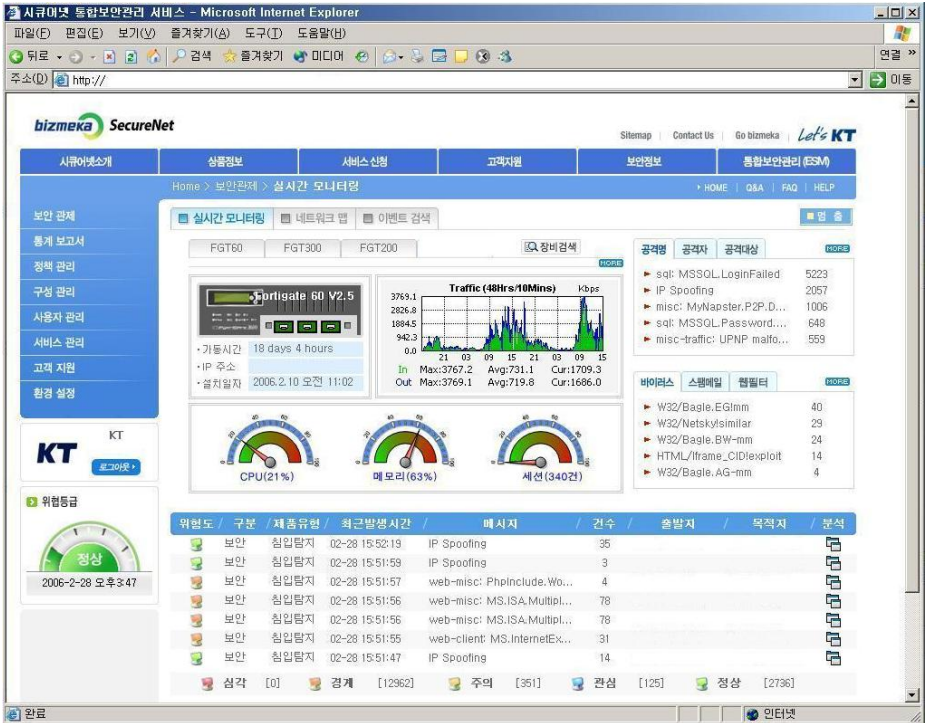 시큐어넷 통합보안관리 서비스 - Microsoft Internet Explorer
파일(F) 편집(E) 보기(V) 즐겨찾기(A) 도구(T) 도움말(H)
뒤로 검색 즐겨찾기 미디어 연결 »
주소(D) http:// 이동
bizmeka SecureNet
Sitemap Contact Us Go bizmeka Let's KT
시큐어넷소개 상품정보 서비스 신청 고객지원 보안정보 통합보안관리 (ESM)
Home > 보안관제 > 실시간 모니터링 HOME Q&A FAQ HELP
보안 관제
통계 보고서
정책 관리
구성 관리
사용자 관리
서비스 관리
고객 지원
환경 설정
KT KT
로그아웃
위험등급
정상
2006-2-28 오후3:47
실시간 모니터링 네트워크 맵 이벤트 검색 멈 춤
FGT60 FGT300 FGT200 장비검색
MORE
Fortigate 60 V2.5
가동시간 18 days 4 hours
IP 주소
설치일자 2006.2.10 오전 11:02
Traffic (48Hrs/10Mins) Kbps
3769.1
2826.8
1884.5
942.3
0.0
21 03 09 15 21 03 09 15
In Max:3767.2 Avg:731.1 Cur:1709.3
Out Max:3769.1 Avg:719.8 Cur:1686.0
CPU(21%) 메모리(63%) 세션(340건)
공격명 공격자 공격대상 MORE
sql: MSSQL.LoginFailed 5223
IP Spoofing 2057
misc: MyNapster.P2P.D... 1006
sql: MSSQL.Password.... 648
misc-traffic: UPNP malfo... 559
바이러스 스팸메일 웹필터 MORE
W32/Bagle.EG!mm 40
W32/Netsky!similar 29
W32/Bagle.BW-mm 24
HTML/Iframe_CID!exploit 14
W32/Bagle.AG-mm 4
위험도 / 구분 / 제품유형 / 최근발생시간 / 메시지 / 건수 / 출발지 / 목적지 / 분석
보안 침입탐지 02-28 15:52:19 IP Spoofing 35
보안 침입탐지 02-28 15:51:59 IP Spoofing 3
보안 침입탐지 02-28 15:51:57 web-misc: PhpInclude.Wo... 4
보안 침입탐지 02-28 15:51:56 web-misc: MS.ISA.Multipl... 78
보안 침입탐지 02-28 15:51:56 web-misc: MS.ISA.Multipl... 78
보안 침입탐지 02-28 15:51:55 web-client: MS.InternetEx... 31
보안 침입탐지 02-28 15:51:47 IP Spoofing 14
심각 [0] 경계 [12962] 주의 [351] 관심 [125] 정상 [2736]
완료 인터넷